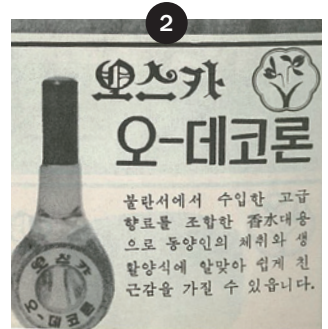 2
오스카
오-데코론
불란서에서 수입한 고급
향료를 조합한 香水대용
으로 동양인의 체취와 생
활양식에 알맞아 쉽게 친
근감을 가질 수 있읍니다.
오스카
오-데코론